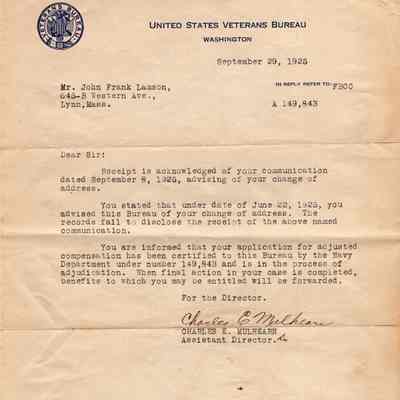 VETERANS BUREAU
UNITED STATES VETERANS BUREAU
WASHINGTON
September 29, 1925
IN REPLY REFER TO: FBOO
Mr. John Frank Lamson,
645-B Western Ave.,
Lynn, Mass.
A 149,843
Dear Sir:
Receipt is acknowledged of your communication
dated September 8, 1925, advising of your change of
address.
You stated that under date of June 22, 1925, you
advised this Bureau of your change of address. The
records fail to disclose the receipt of the above named
communication.
You are informed that your application for adjusted
compensation has been certified to this Bureau by the Navy
Department under number 149,843 and is in the process of
adjudication. When final action in your case is completed,
benefits to which you may be entitled will be forwarded.
For the Director.
Charles E Mulhearn
CHARLES E. MULHEARN
Assistant Director.